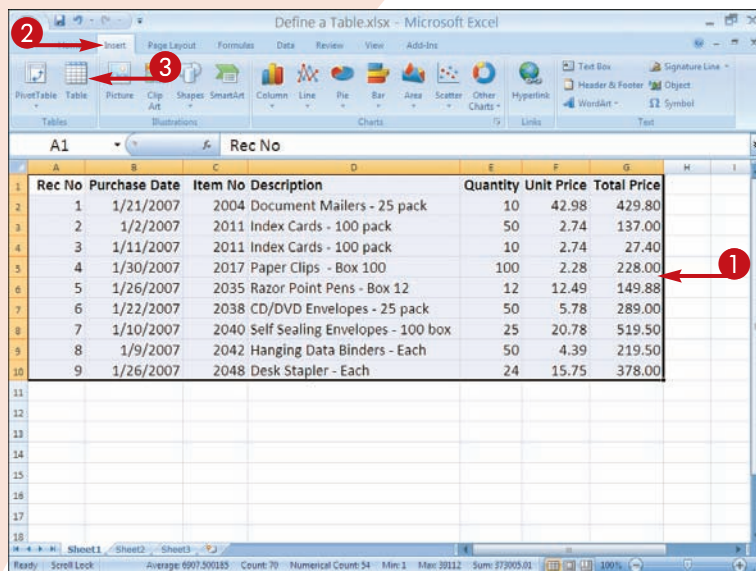 Define a Table.xlsx - Microsoft Excel
2
Insert Page Layout Formulas Data Review View Add-Ins
3
PivotTable Table Picture Clip Art Shapes SmartArt Column Line Pie Bar Area Scatter Other Charts Hyperlink Text Box Header & Footer WordArt Signature Line Object Symbol
Tables Illustrations Charts Links Text
A1 fx Rec No
A B C D E F G H I
1 Rec No Purchase Date Item No Description Quantity Unit Price Total Price
2 1 1/21/2007 2004 Document Mailers - 25 pack 10 42.98 429.80
3 2 1/2/2007 2011 Index Cards - 100 pack 50 2.74 137.00
4 3 1/11/2007 2011 Index Cards - 100 pack 10 2.74 27.40
1
5 4 1/30/2007 2017 Paper Clips - Box 100 100 2.28 228.00
6 5 1/26/2007 2035 Razor Point Pens - Box 12 12 12.49 149.88
7 6 1/22/2007 2038 CD/DVD Envelopes - 25 pack 50 5.78 289.00
8 7 1/10/2007 2040 Self Sealing Envelopes - 100 box 25 20.78 519.50
9 8 1/9/2007 2042 Hanging Data Binders - Each 50 4.39 219.50
10 9 1/26/2007 2048 Desk Stapler - Each 24 15.75 378.00
11
12
13
14
15
16
17
18
Sheet1 Sheet2 Sheet3
Ready Scroll Lock Average: 6907.500185 Count: 70 Numerical Count: 54 Min: 1 Max: 39112 Sum: 373005.01 100%